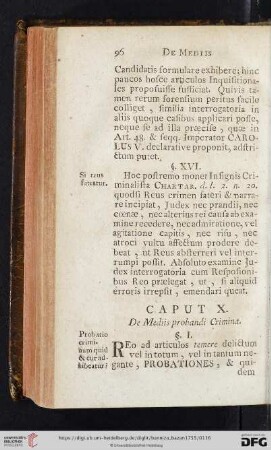 96 DE MEDIIS
Candidatis formulare exhibere; hinc
paucos hosce articulos Inquisitiona-
les proposuisse sufficiat. Quivis ta-
men rerum forensium peritus facile
colliget, similia interrogatoria in
aliis quoque casibus applicari posse,
neque se ad illa præcise, quæ in
Art. 48. & seqq. Imperator CARO-
LUS V. declarative proponit, adstri-
ctum putet.
§. XVI.
Si reus
fateatur.
Hoc postremo monet Insignis Cri-
minalista CHARTAR. d. l. 2. n. 20.
quodsi Reus crimen fateri & narra-
re incipiat, Judex nec prandii, nec
cœnæ, nec alterius rei causa ab exa-
mine recedere, nec admiratione, vel
agitatione capitis, nec risu, nec
atroci vultu affectum prodere de-
beat, ut Reus absterreri vel inter-
rumpi possit. Absoluto examine Ju-
dex interrogatoria cum Responsioni-
bus Reo prælegat, ut, si aliquid
erroris irrepsit, emendari queat.
CAPUT X.
De Mediis probandi Crimina.
§. I.
Probatio
crimi-
num quid
& cur ad-
hibeatur?
REo ad articulos temere delictum
vel in totum, vel in tantum ne-
gante, PROBATIONES, & qui-
dem